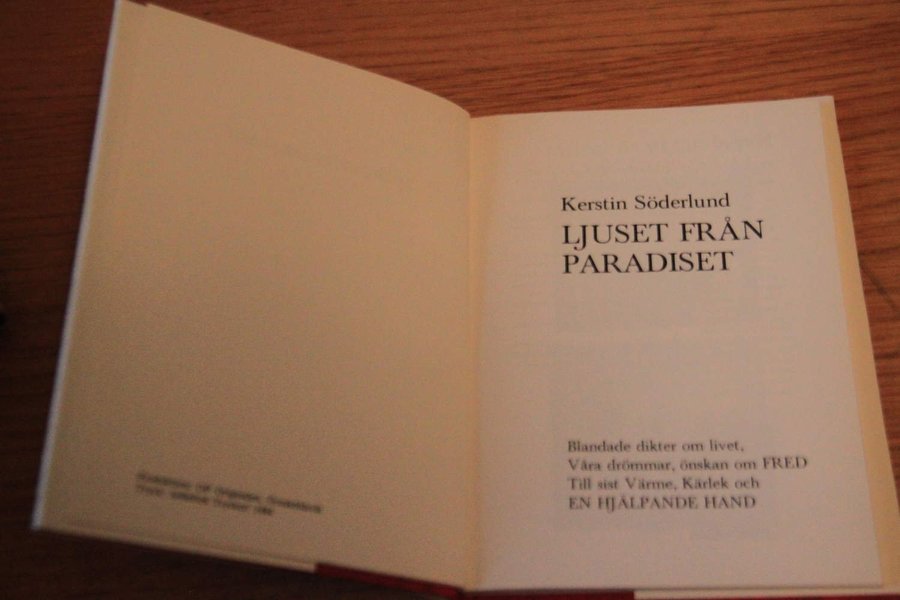 Kerstin Söderlund
LJUSET FRÅN
PARADISET
Blandade dikter om livet,
Våra drömmar, önskan om FRED
Till sist Värme, Kärlek och
EN HJÄLPANDE HAND